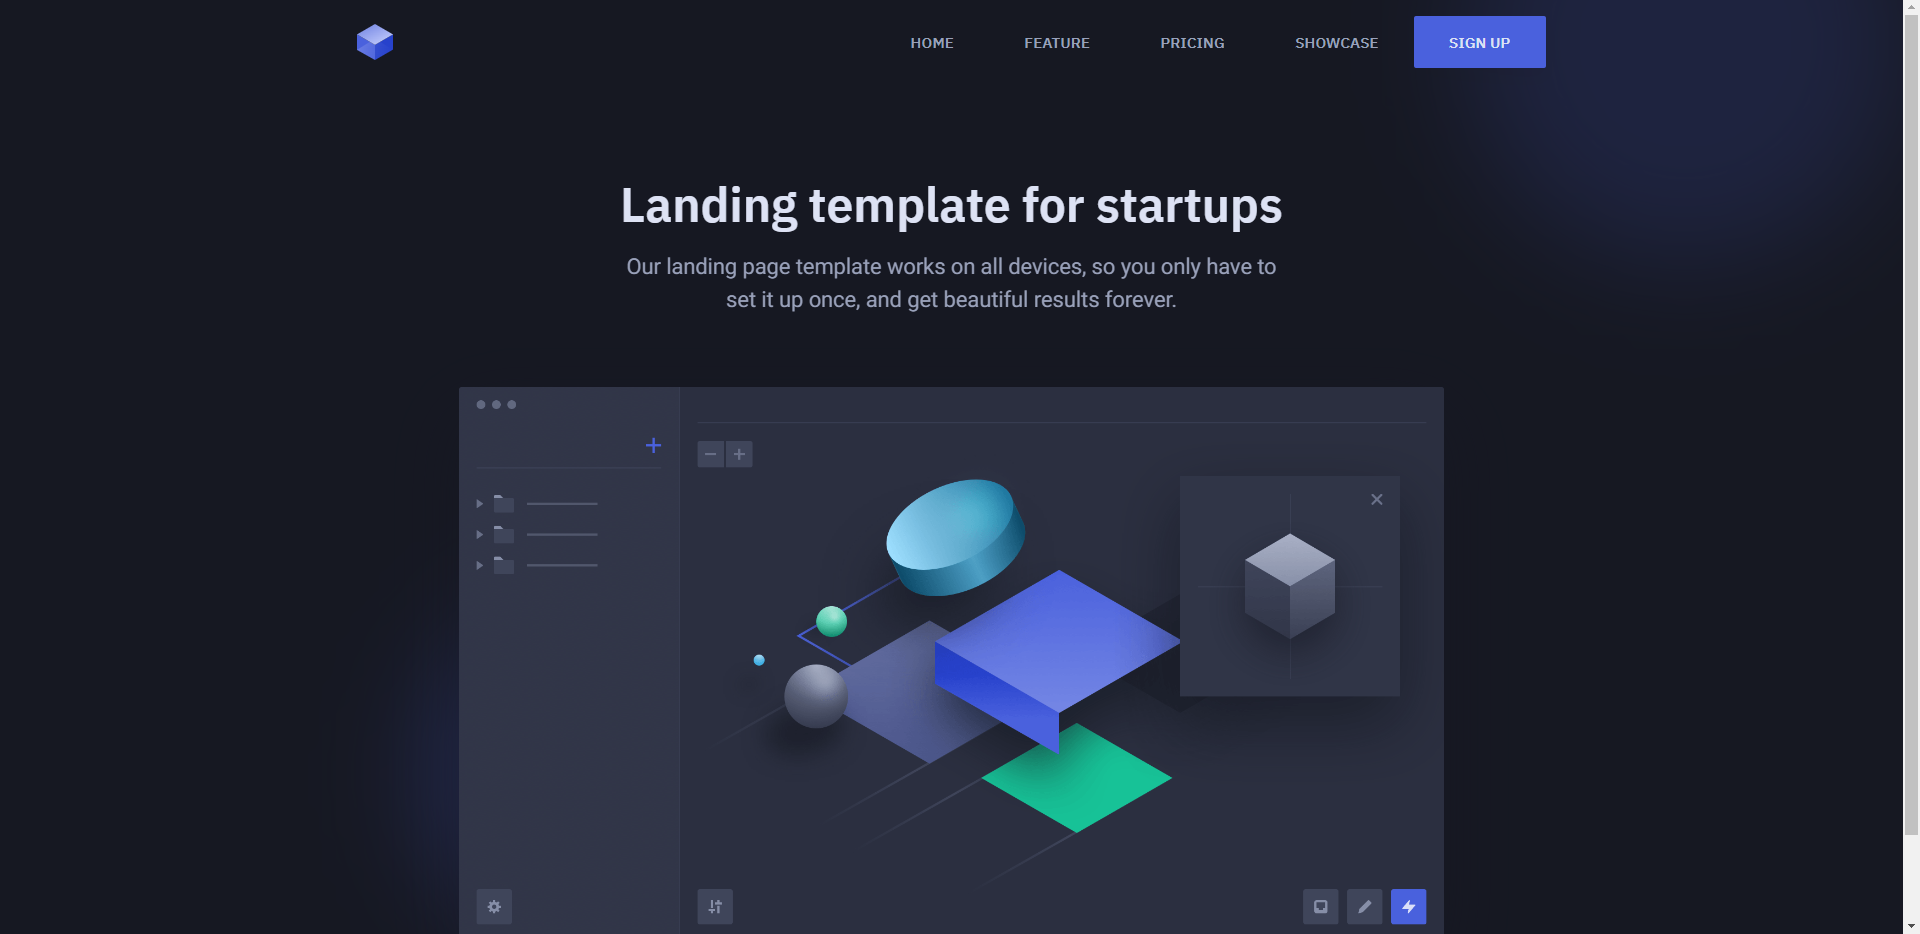 HOME FEATURE PRICING SHOWCASE SIGN UP
Landing template for startups
Our landing page template works on all devices, so you only have to
set it up once, and get beautiful results forever.